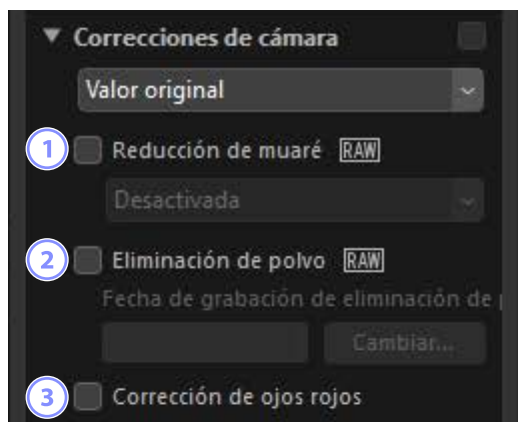 Correcciones de cámara
Valor original
1 Reducción de muaré RAW
Desactivada
2 Eliminación de polvo RAW
Fecha de grabación de eliminación de
Cambiar...
3 Corrección de ojos rojos